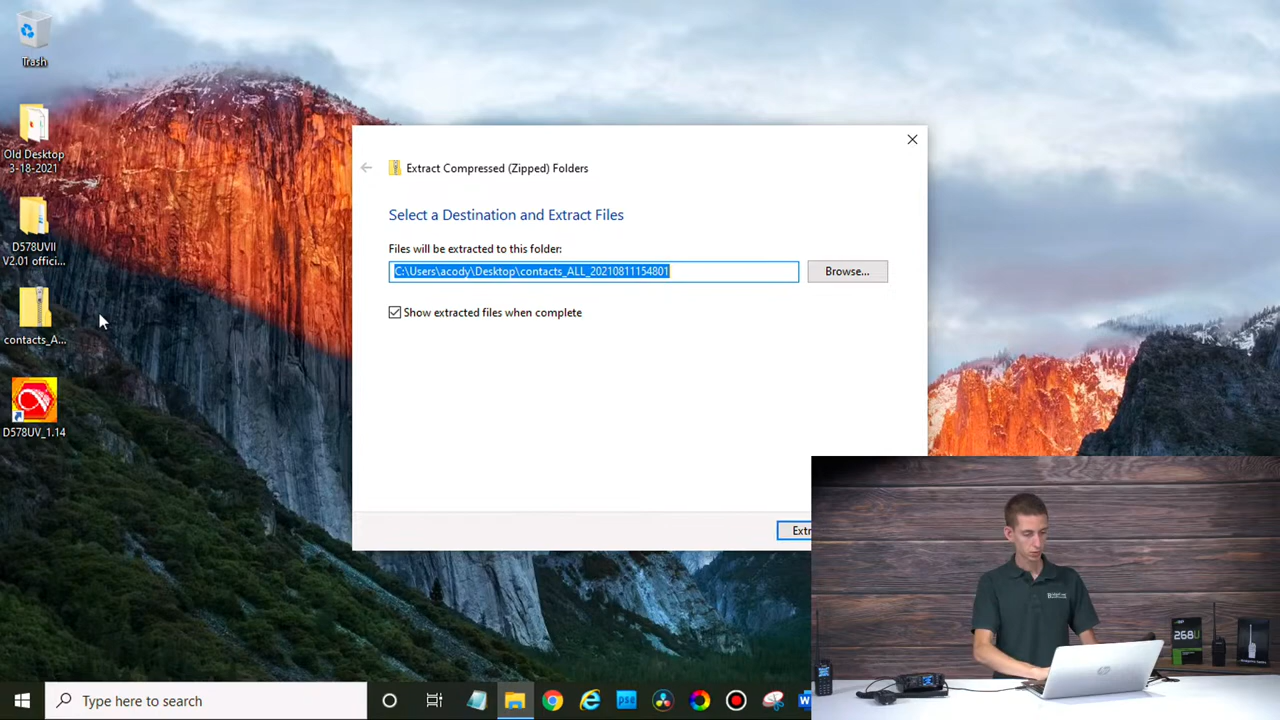 Trash
Old Desktop
3-18-2021
D578UVII
V2.01 offici...
contacts_A...
D578UV_1.14
Extract Compressed (Zipped) Folders
Select a Destination and Extract Files
Files will be extracted to this folder:
C:\Users\acody\Desktop\contacts_ALL_20210811154801
Browse...
Show extracted files when complete
Extr
268U
Type here to search
pse
W